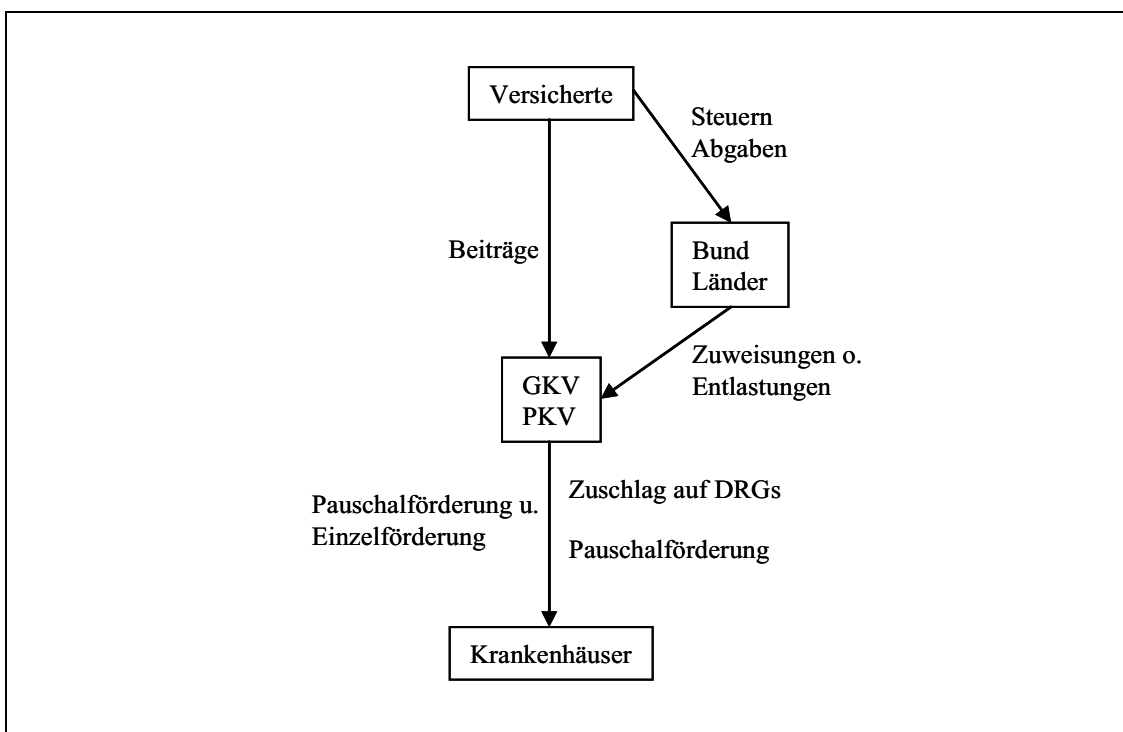 Versicherte
Steuern
Abgaben
Beiträge
Bund
Länder
Zuweisungen o.
Entlastungen
GKV
PKV
Pauschalförderung u.
Einzelförderung
Zuschlag auf DRGs
Pauschalförderung
Krankenhäuser